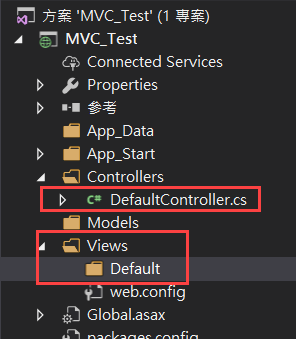 方案 'MVC_Test' (1 專案)
MVC_Test
Connected Services
Properties
參考
App_Data
App_Start
Controllers
C# DefaultController.cs
Models
Views
Default
web.config
Global.asax
packages.config